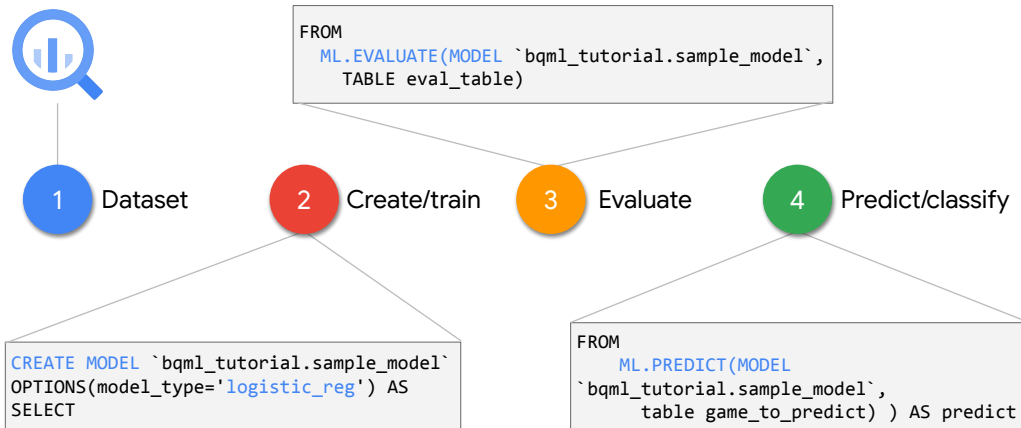 FROM
ML.EVALUATE(MODEL `bqml_tutorial.sample_model`,
TABLE eval_table)
1 Dataset
2 Create/train
3 Evaluate
4 Predict/classify
CREATE MODEL `bqml_tutorial.sample_model`
OPTIONS(model_type='logistic_reg') AS
SELECT
FROM
ML.PREDICT(MODEL
`bqml_tutorial.sample_model`,
table game_to_predict) ) AS predict